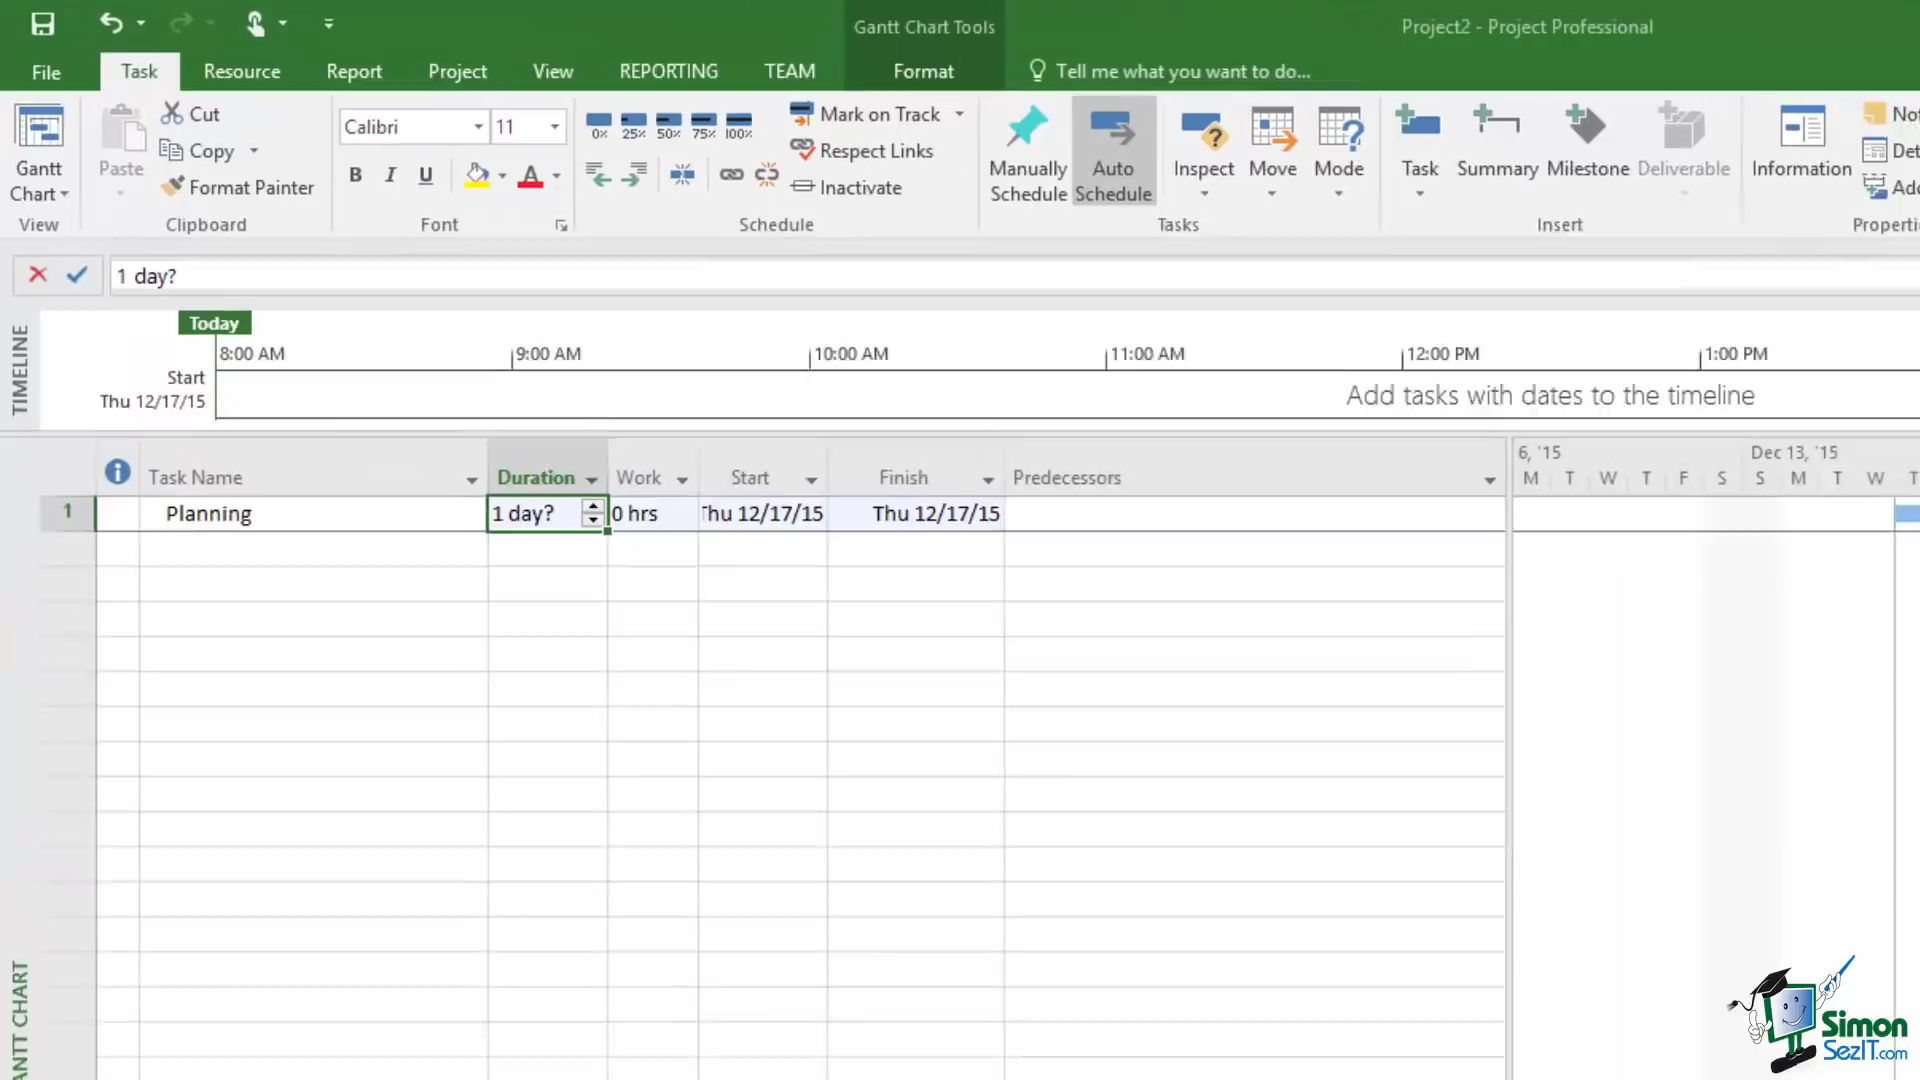 Gantt Chart Tools
Project2 - Project Professional
File
Task
Resource
Report
Project
View
REPORTING
TEAM
Format
Tell me what you want to do...
Gantt
Chart
View
Paste
Cut
Copy
Format Painter
Clipboard
Calibri
11
B I U
A
Font
0% 25% 50% 75% 100%
Mark on Track
Respect Links
Inactivate
Schedule
Manually
Schedule
Auto
Schedule
Inspect
Move
Mode
Tasks
Task
Summary
Milestone
Deliverable
Insert
Information
Not
Det
Add
Properti
1 day?
TIMELINE
Today
8:00 AM
9:00 AM
10:00 AM
11:00 AM
12:00 PM
1:00 PM
Start
Thu 12/17/15
Add tasks with dates to the timeline
Task Name
Duration
Work
Start
Finish
Predecessors
6, '15
Dec 13, '15
M T W T F S S M T W T
1
Planning
1 day?
0 hrs
Thu 12/17/15
Thu 12/17/15
ANTT CHART
Simon
SezIT.com